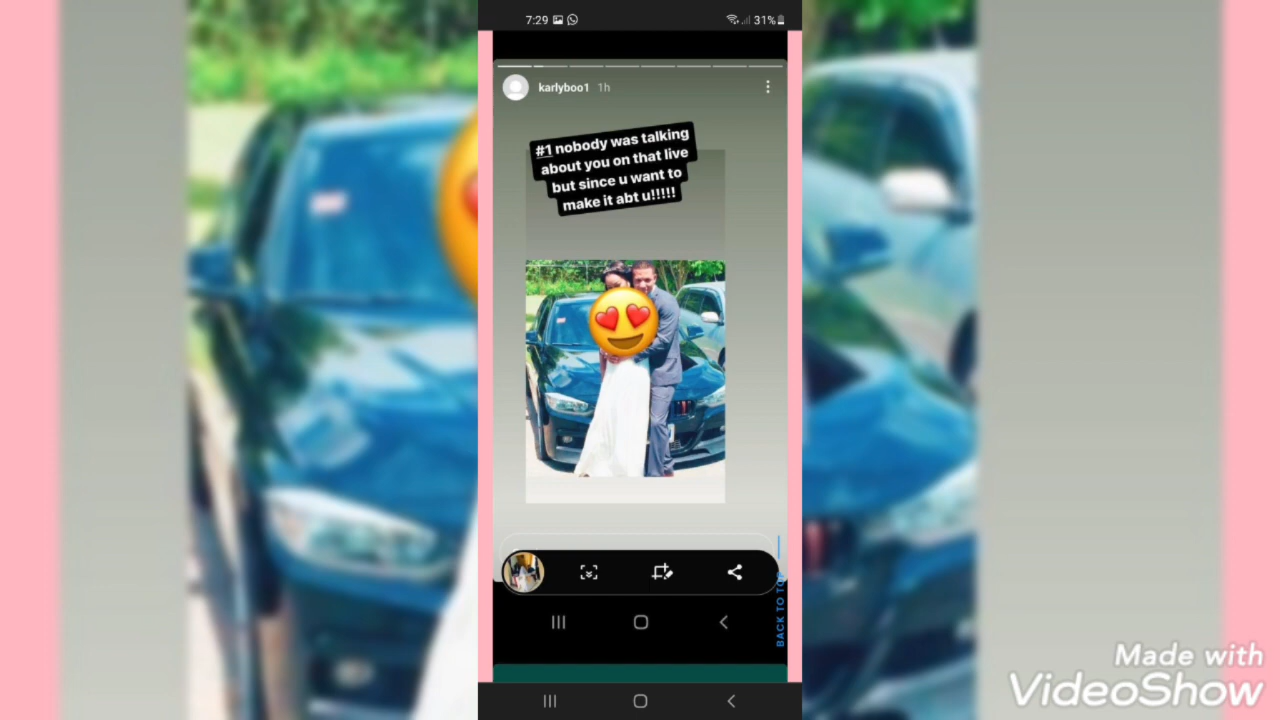 7:29
31%
karlyboo1 1h
#1 nobody was talking
about you on that live
but since u want to
make it abt u!!!!!
BACK TO TOP
Made with
VideoShow